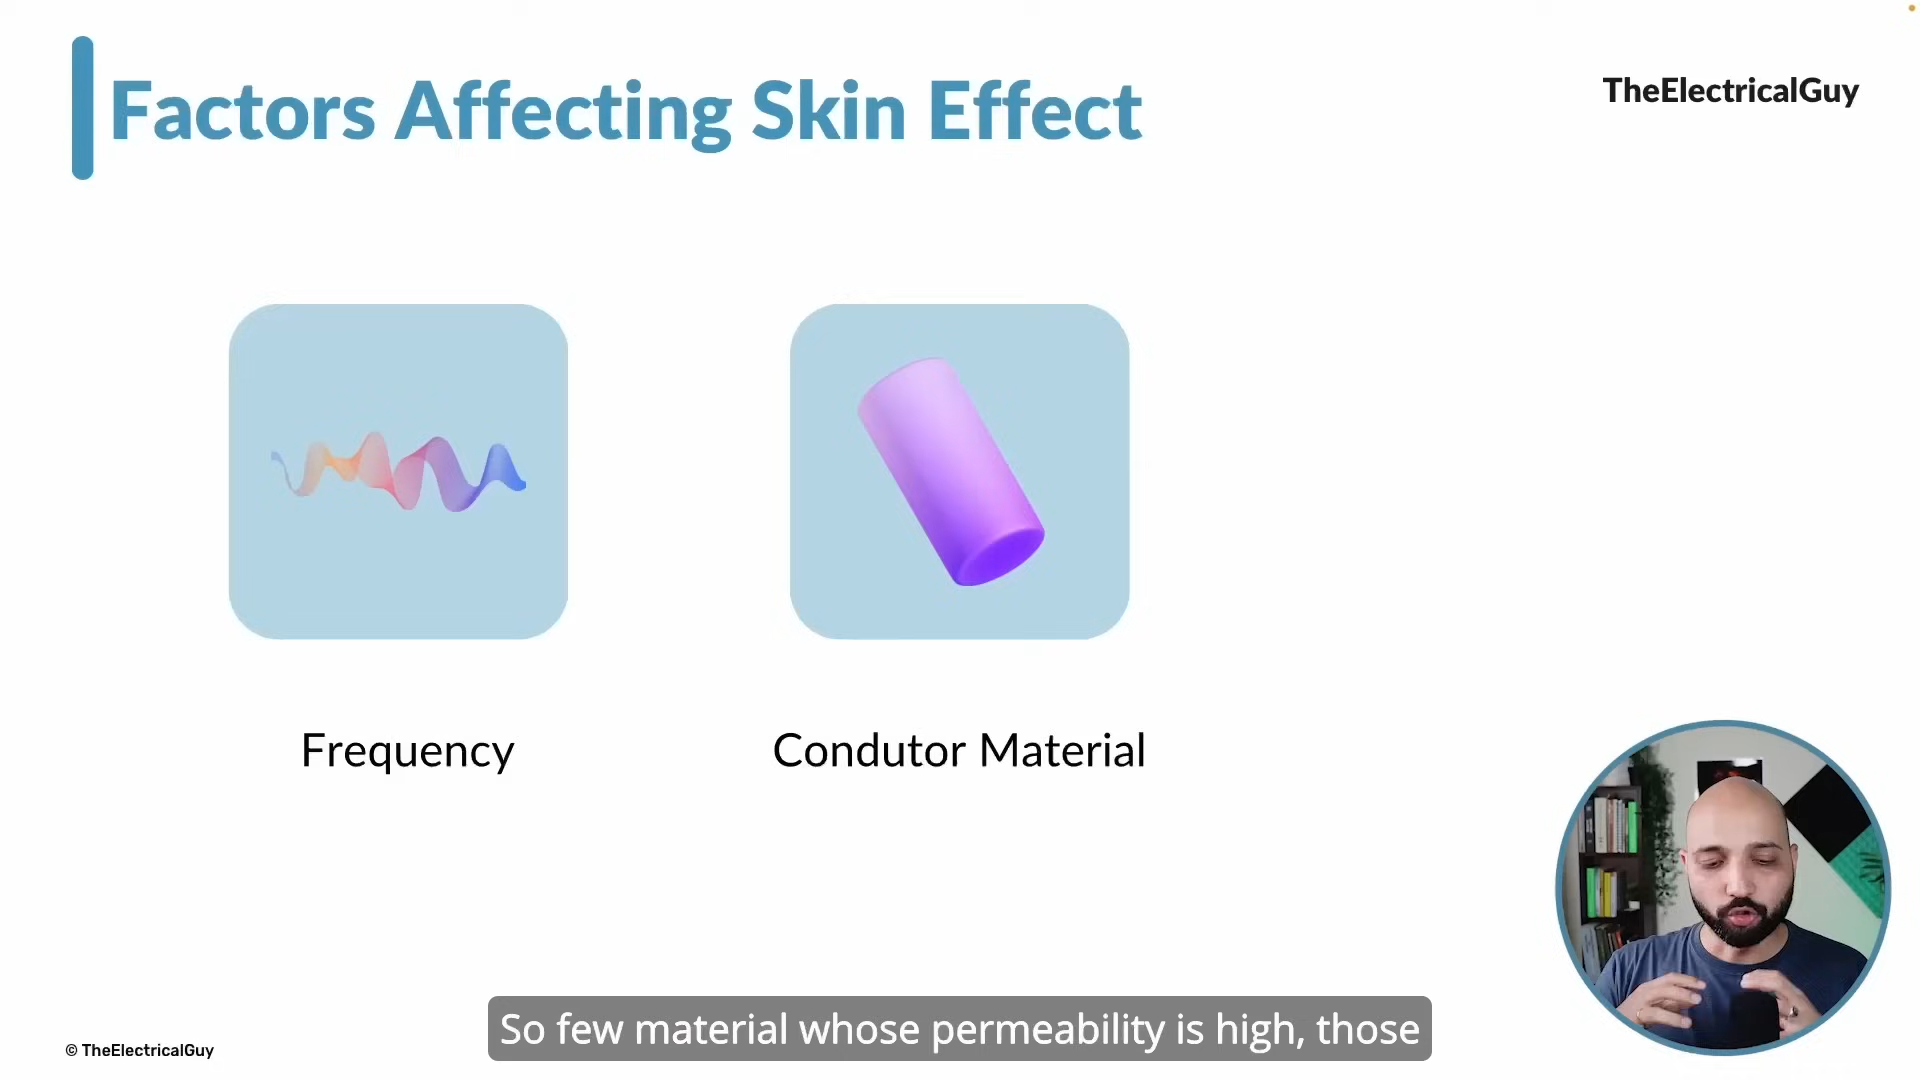 Factors Affecting Skin Effect
TheElectricalGuy
Frequency
Condutor Material
So few material whose permeability is high, those
© TheElectricalGuy